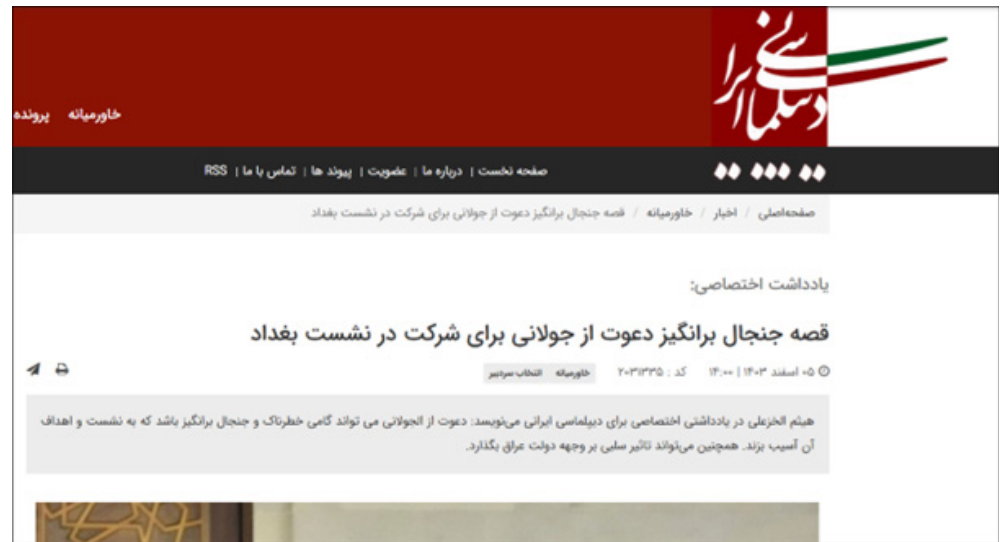 دیپلماسی ایرانی
خاورمیانه پرونده
صفحه نخست | درباره ما | عضویت | پیوند ها | تماس با ما | RSS
صفحه‌اصلی / اخبار / خاورمیانه / قصه جنجال برانگیز دعوت از جولانی برای شرکت در نشست بغداد
یادداشت اختصاصی:
قصه جنجال برانگیز دعوت از جولانی برای شرکت در نشست بغداد
۰۵ اسفند ۱۴۰۳ | ۱۴:۰۰ کد : ۲۰۳۱۳۳۵ خاورمیانه انتخاب سردبیر
هیثم الخزعلی در یادداشتی اختصاصی برای دیپلماسی ایرانی می‌نویسد: دعوت از الجولانی می تواند گامی خطرناک و جنجال برانگیز باشد که به نشست و اهداف
آن آسیب بزند. همچنین می‌تواند تاثیر سلبی بر وجهه دولت عراق بگذارد.